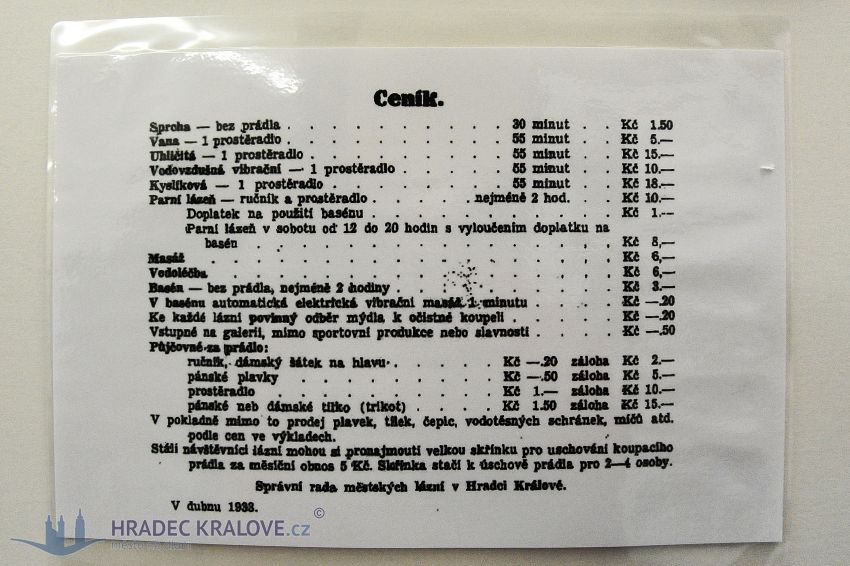 Ceník.
Sprcha — bez prádla . . . . . . . . . . 30 minut . . Kč 1.50
Vana — 1 prostěradlo . . . . . . . . . . 55 minut . . Kč 5.—
Uhličitá — 1 prostěradlo . . . . . . . . . 55 minut . . Kč 15.—
Vodovzdušná vibrační — 1 prostěradlo . . . . . 55 minut . . Kč 10.—
Kyslíková — 1 prostěradlo . . . . . . . . 55 minut . . Kč 18.—
Parní lázeň — ručník a prostěradlo . . . . nejméně 2 hod. . Kč 10.—
Doplatek na použití basénu . . . . . . . . . . Kč 1.—
Parní lázeň v sobotu od 12 do 20 hodin s vyloučením doplatku na
basén . . . . . . . . . . . . . . . Kč 8,—
Masáž . . . . . . . . . . . . . . . . . Kč 6,—
Vodoléčba . . . . . . . . . . . . . . . Kč 6,—
Basén — bez prádla, nejméně 2 hodiny . . . . . . . . Kč 3.—
V basénu automatická elektrická vibrační masáž 1 minutu . . . . Kč —.20
Ke každé lázni povinný odběr mýdla k očistné koupeli . . . . . Kč —.20
Vstupné na galerii, mimo sportovní produkce nebo slavnosti . . . . Kč —.50
Půjčovné za prádlo:
ručník, dámský šátek na hlavu . . . . . Kč —.20 záloha Kč 2.—
pánské plavky . . . . . . . . . Kč —.50 záloha Kč 5.—
prostěradlo . . . . . . . . . . Kč 1.— záloha Kč 10.—
pánské neb dámské tílko (trikot) . . . . . Kč 1.50 záloha Kč 15.—
V pokladně mimo to prodej plavek, tílek, čepic, vodotěsných schránek, míčů atd.
podle cen ve výkladech.
Stálí návštěvníci lázní mohou si pronajmouti velkou skřínku pro uschování koupacího
prádla za měsíční obnos 5 Kč. Skřínka stačí k úschově prádla pro 2—4 osoby.
Správní rada městských lázní v Hradci Králové.
V dubnu 1933.
HRADEC KRALOVE.cz ©